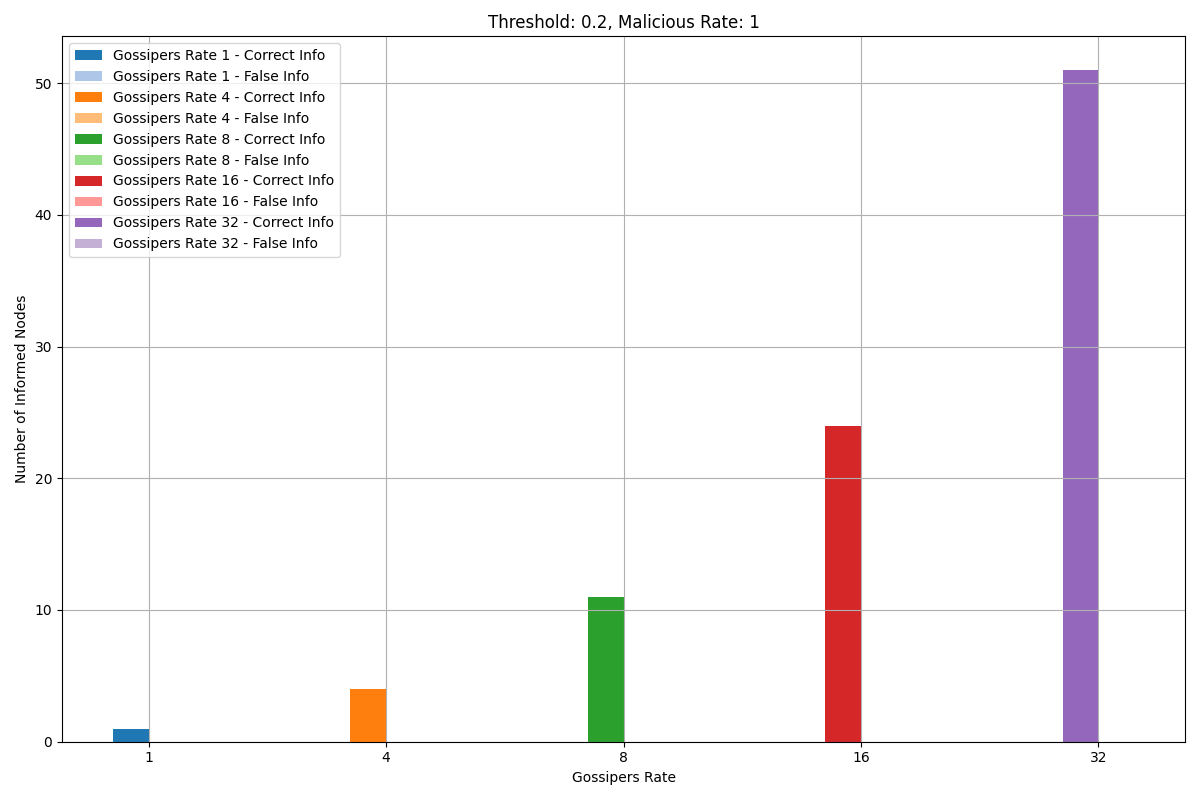 Threshold: 0.2, Malicious Rate: 1
Gossipers Rate 1 - Correct Info
Gossipers Rate 1 - False Info
Gossipers Rate 4 - Correct Info
Gossipers Rate 4 - False Info
Gossipers Rate 8 - Correct Info
Gossipers Rate 8 - False Info
Gossipers Rate 16 - Correct Info
Gossipers Rate 16 - False Info
Gossipers Rate 32 - Correct Info
Gossipers Rate 32 - False Info
Number of Informed Nodes
50
40
30
20
10
0
1 4 8 16 32
Gossipers Rate